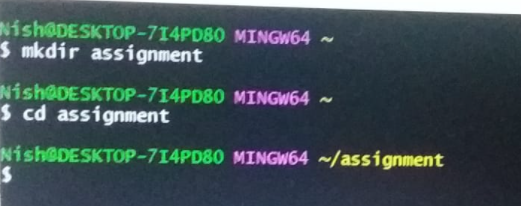 Nish@DESKTOP-7I4PD80 MINGW64 ~
$ mkdir assignment
Nish@DESKTOP-7I4PD80 MINGW64 ~
$ cd assignment
Nish@DESKTOP-7I4PD80 MINGW64 ~/assignment
$